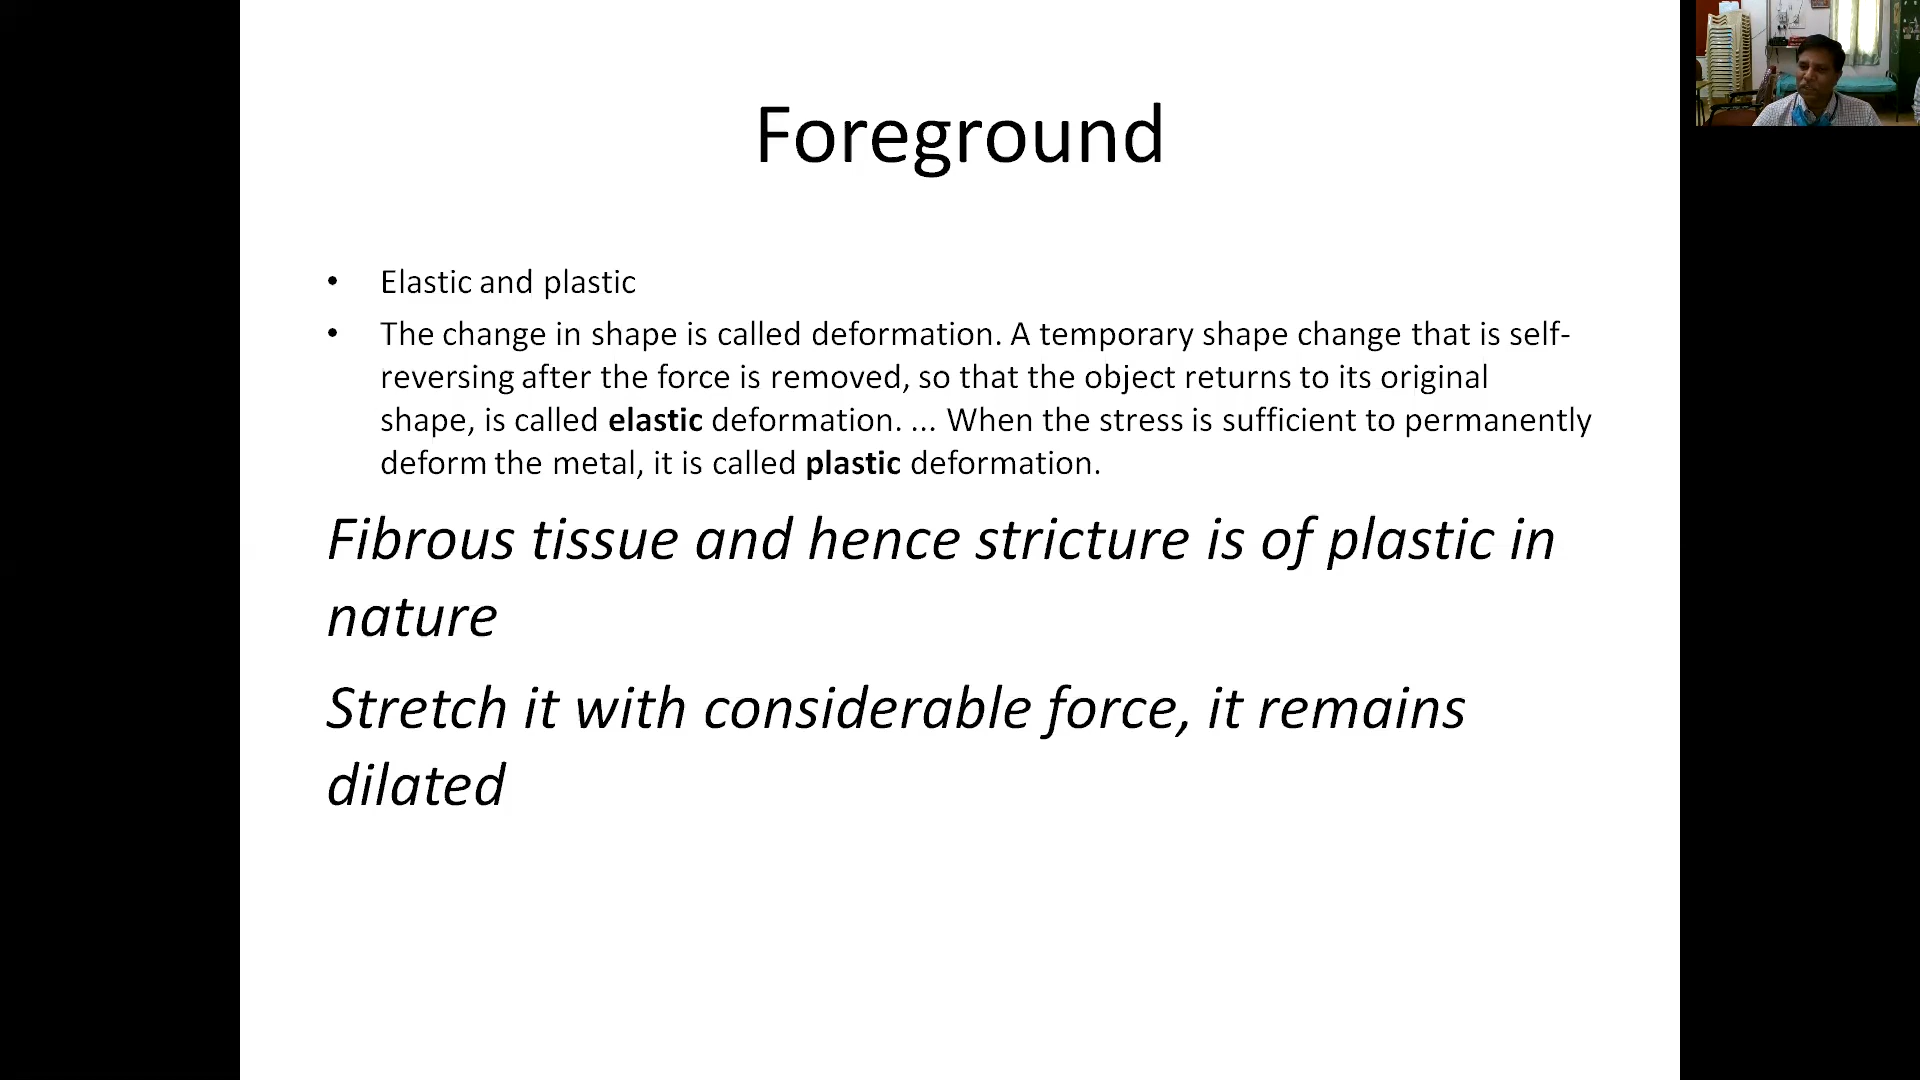 Foreground
• Elastic and plastic
• The change in shape is called deformation. A temporary shape change that is self-
reversing after the force is removed, so that the object returns to its original
shape, is called elastic deformation. ... When the stress is sufficient to permanently
deform the metal, it is called plastic deformation.
Fibrous tissue and hence stricture is of plastic in
nature
Stretch it with considerable force, it remains
dilated